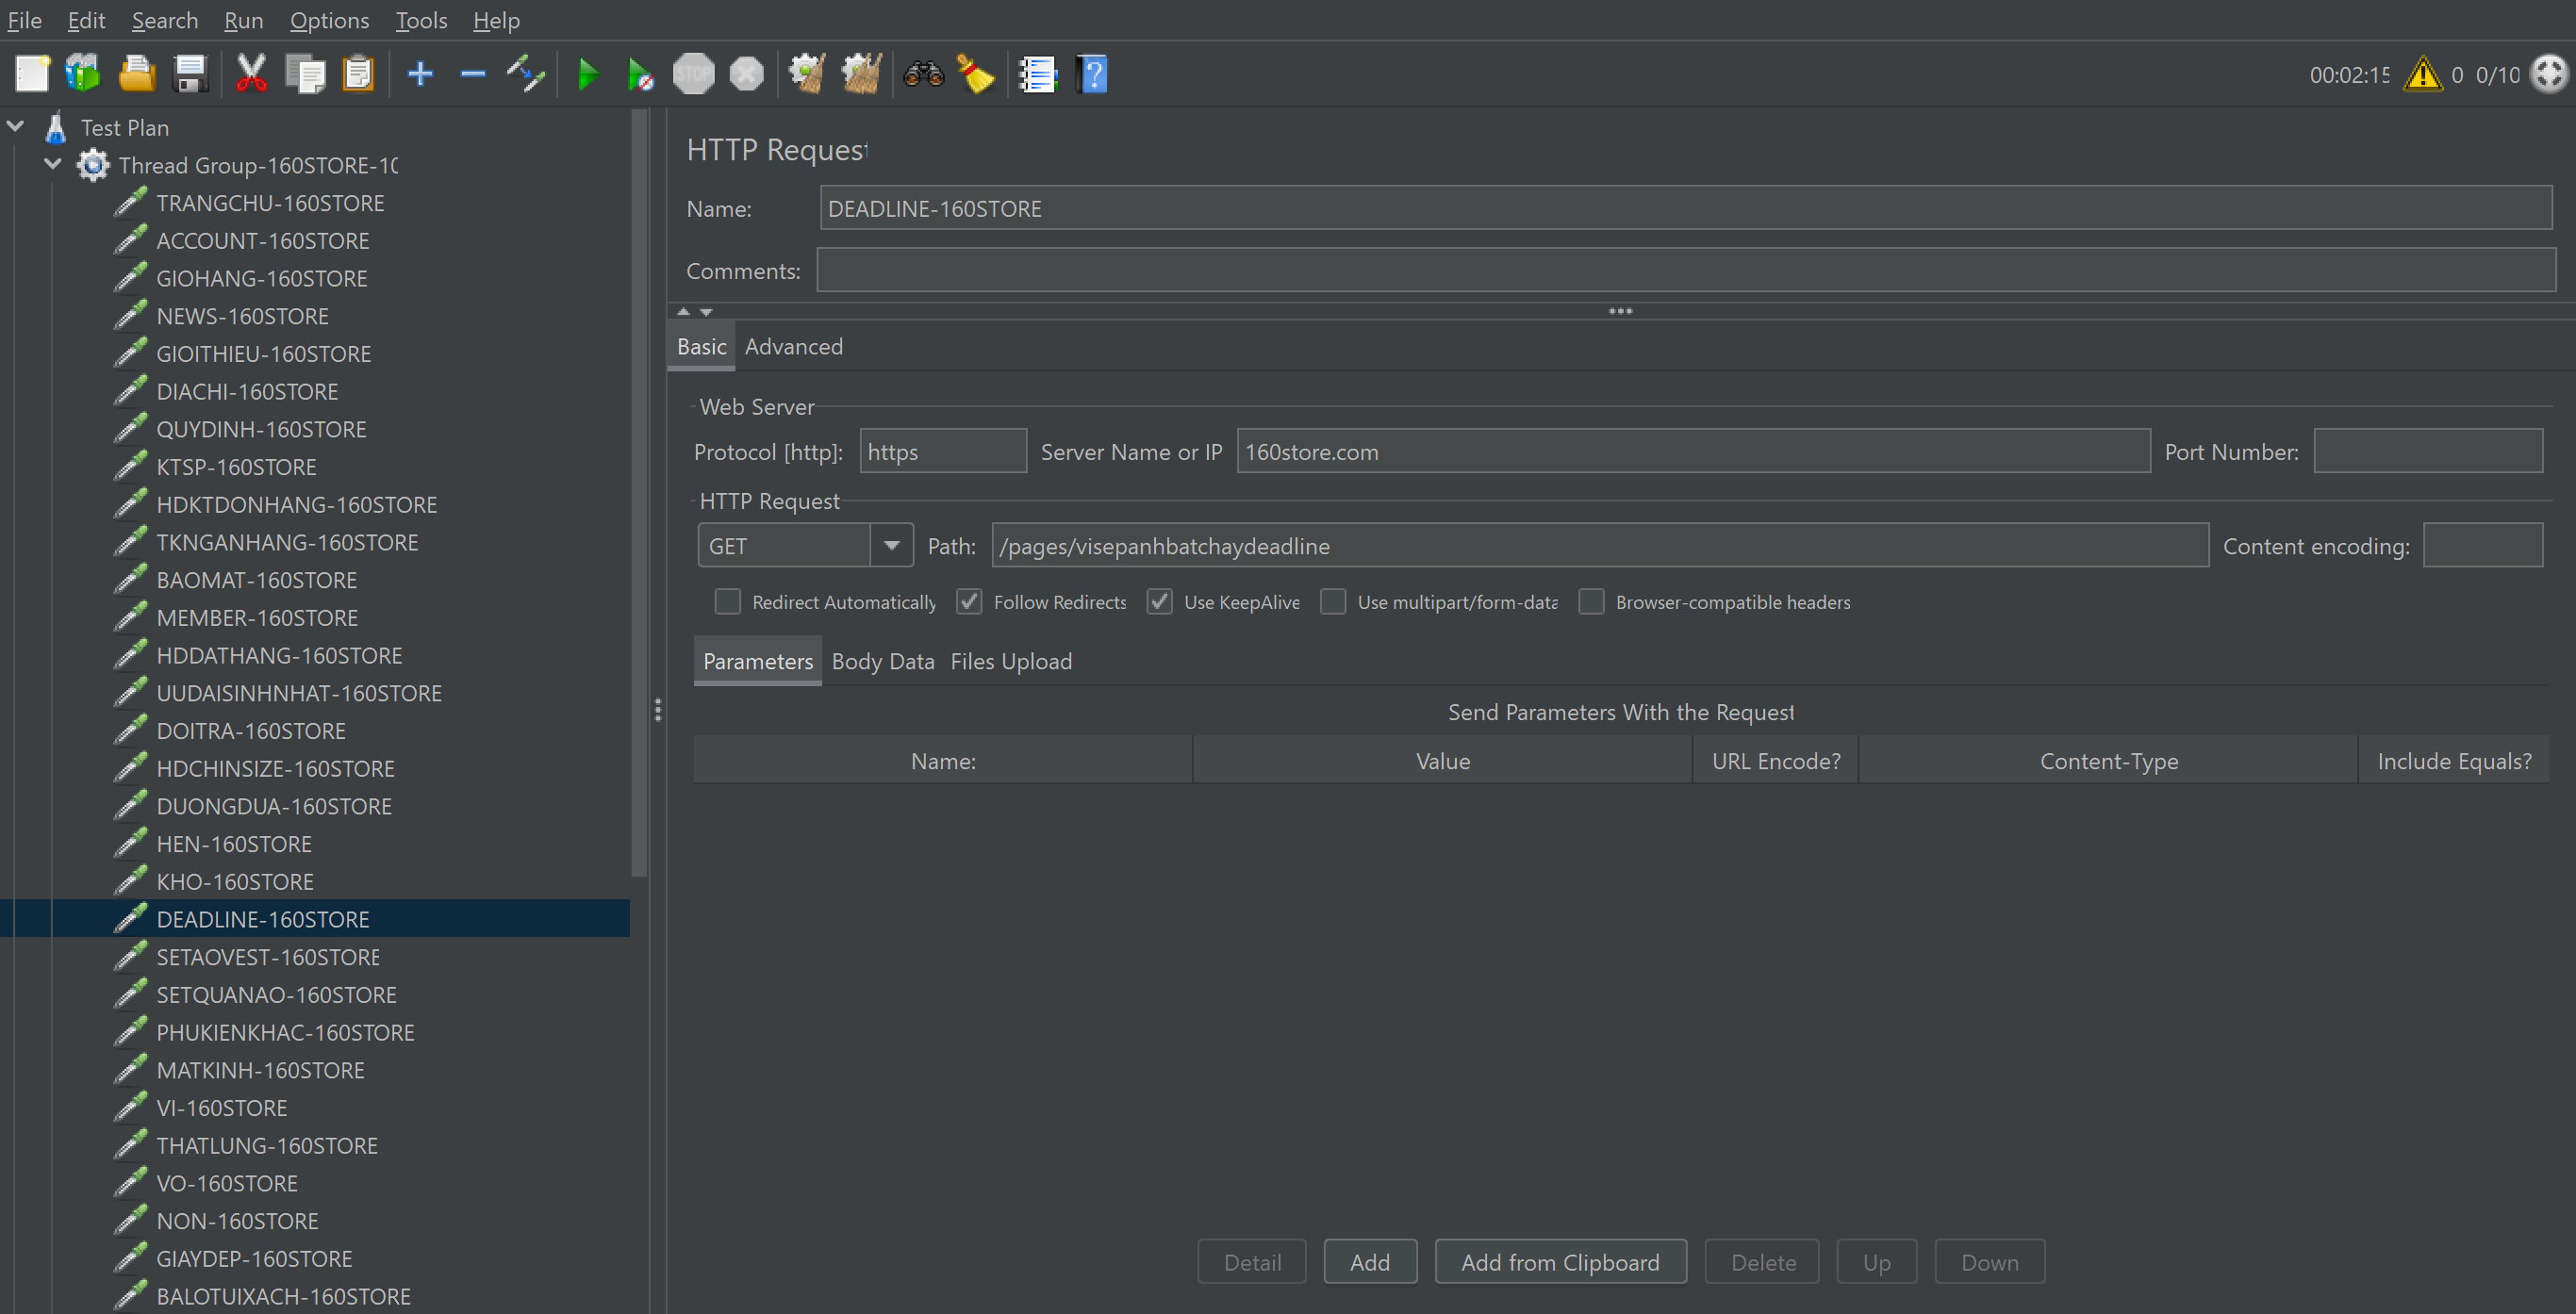 File Edit Search Run Options Tools Help
STOP
00:02:15 0 0/10
Test Plan
Thread Group-160STORE-10
TRANGCHU-160STORE
ACCOUNT-160STORE
GIOHANG-160STORE
NEWS-160STORE
GIOITHIEU-160STORE
DIACHI-160STORE
QUYDINH-160STORE
KTSP-160STORE
HDKTDONHANG-160STORE
TKNGANHANG-160STORE
BAOMAT-160STORE
MEMBER-160STORE
HDDATHANG-160STORE
UUDAISINHNHAT-160STORE
DOITRA-160STORE
HDCHINSIZE-160STORE
DUONGDUA-160STORE
HEN-160STORE
KHO-160STORE
DEADLINE-160STORE
SETAOVEST-160STORE
SETQUANAO-160STORE
PHUKIENKHAC-160STORE
MATKINH-160STORE
VI-160STORE
THATLUNG-160STORE
VO-160STORE
NON-160STORE
GIAYDEP-160STORE
BALOTUIXACH-160STORE
HTTP Request
Name: DEADLINE-160STORE
Comments:
Basic Advanced
Web Server
Protocol [http]: https Server Name or IP 160store.com Port Number:
HTTP Request
GET Path: /pages/visepanhbatchaydeadline Content encoding:
Redirect Automatically Follow Redirects Use KeepAlive Use multipart/form-data Browser-compatible headers
Parameters Body Data Files Upload
Send Parameters With the Request
Name: Value URL Encode? Content-Type Include Equals?
Detail Add Add from Clipboard Delete Up Down